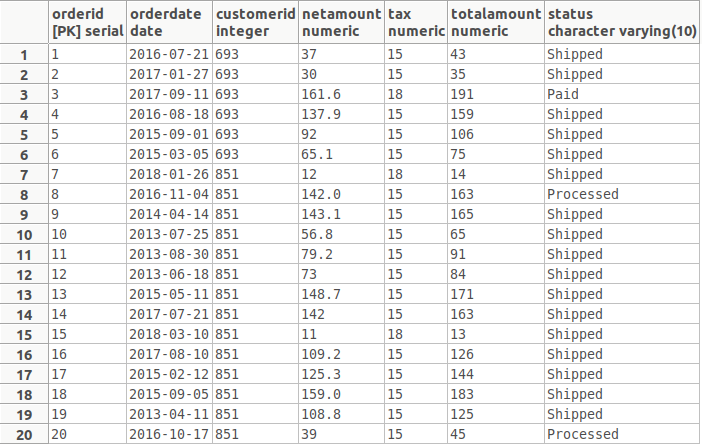 orderid orderdate customerid netamount tax totalamount status
[PK] serial date integer numeric numeric numeric character varying(10)
1 1 2016-07-21 693 37 15 43 Shipped
2 2 2017-01-27 693 30 15 35 Shipped
3 3 2017-09-11 693 161.6 18 191 Paid
4 4 2016-08-18 693 137.9 15 159 Shipped
5 5 2015-09-01 693 92 15 106 Shipped
6 6 2015-03-05 693 65.1 15 75 Shipped
7 7 2018-01-26 851 12 18 14 Shipped
8 8 2016-11-04 851 142.0 15 163 Processed
9 9 2014-04-14 851 143.1 15 165 Shipped
10 10 2013-07-25 851 56.8 15 65 Shipped
11 11 2013-08-30 851 79.2 15 91 Shipped
12 12 2013-06-18 851 73 15 84 Shipped
13 13 2015-05-11 851 148.7 15 171 Shipped
14 14 2017-07-21 851 142 15 163 Shipped
15 15 2018-03-10 851 11 18 13 Shipped
16 16 2017-08-10 851 109.2 15 126 Shipped
17 17 2015-02-12 851 125.3 15 144 Shipped
18 18 2015-09-05 851 159.0 15 183 Shipped
19 19 2013-04-11 851 108.8 15 125 Shipped
20 20 2016-10-17 851 39 15 45 Processed